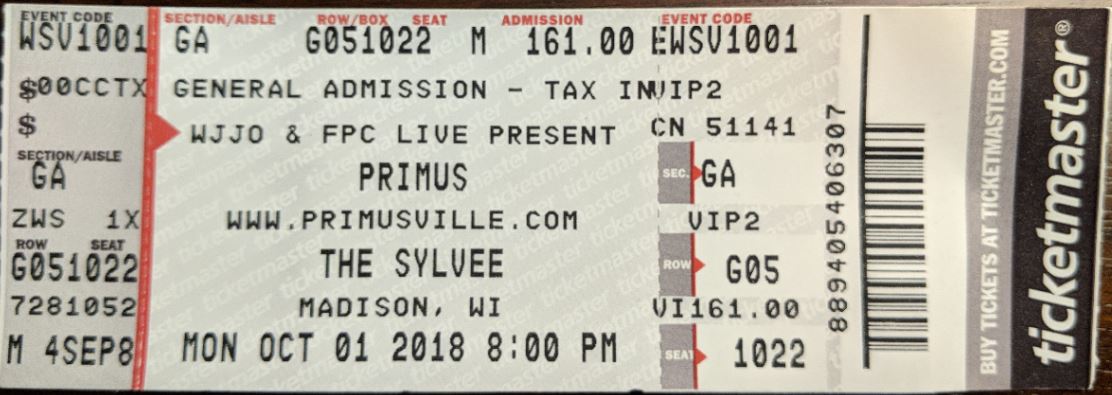 EVENT CODE
WSV1001
$00CCTX
$
SECTION/AISLE
GA
ZWS 1X
ROW SEAT
G051022
7281052
M 4SEP8
SECTION/AISLE ROW/BOX SEAT ADMISSION
GA G051022 M 161.00
GENERAL ADMISSION - TAX IN
WJJO & FPC LIVE PRESENT
PRIMUS
WWW.PRIMUSVILLE.COM
THE SYLVEE
MADISON, WI
MON OCT 01 2018 8:00 PM
EVENT CODE
EWSV1001
VIP2
CN 51141
SEC. GA
VIP2
ROW G05
VI161.00
SEAT 1022
889405406307
BUY TICKETS AT TICKETMASTER.COM
ticketmaster®